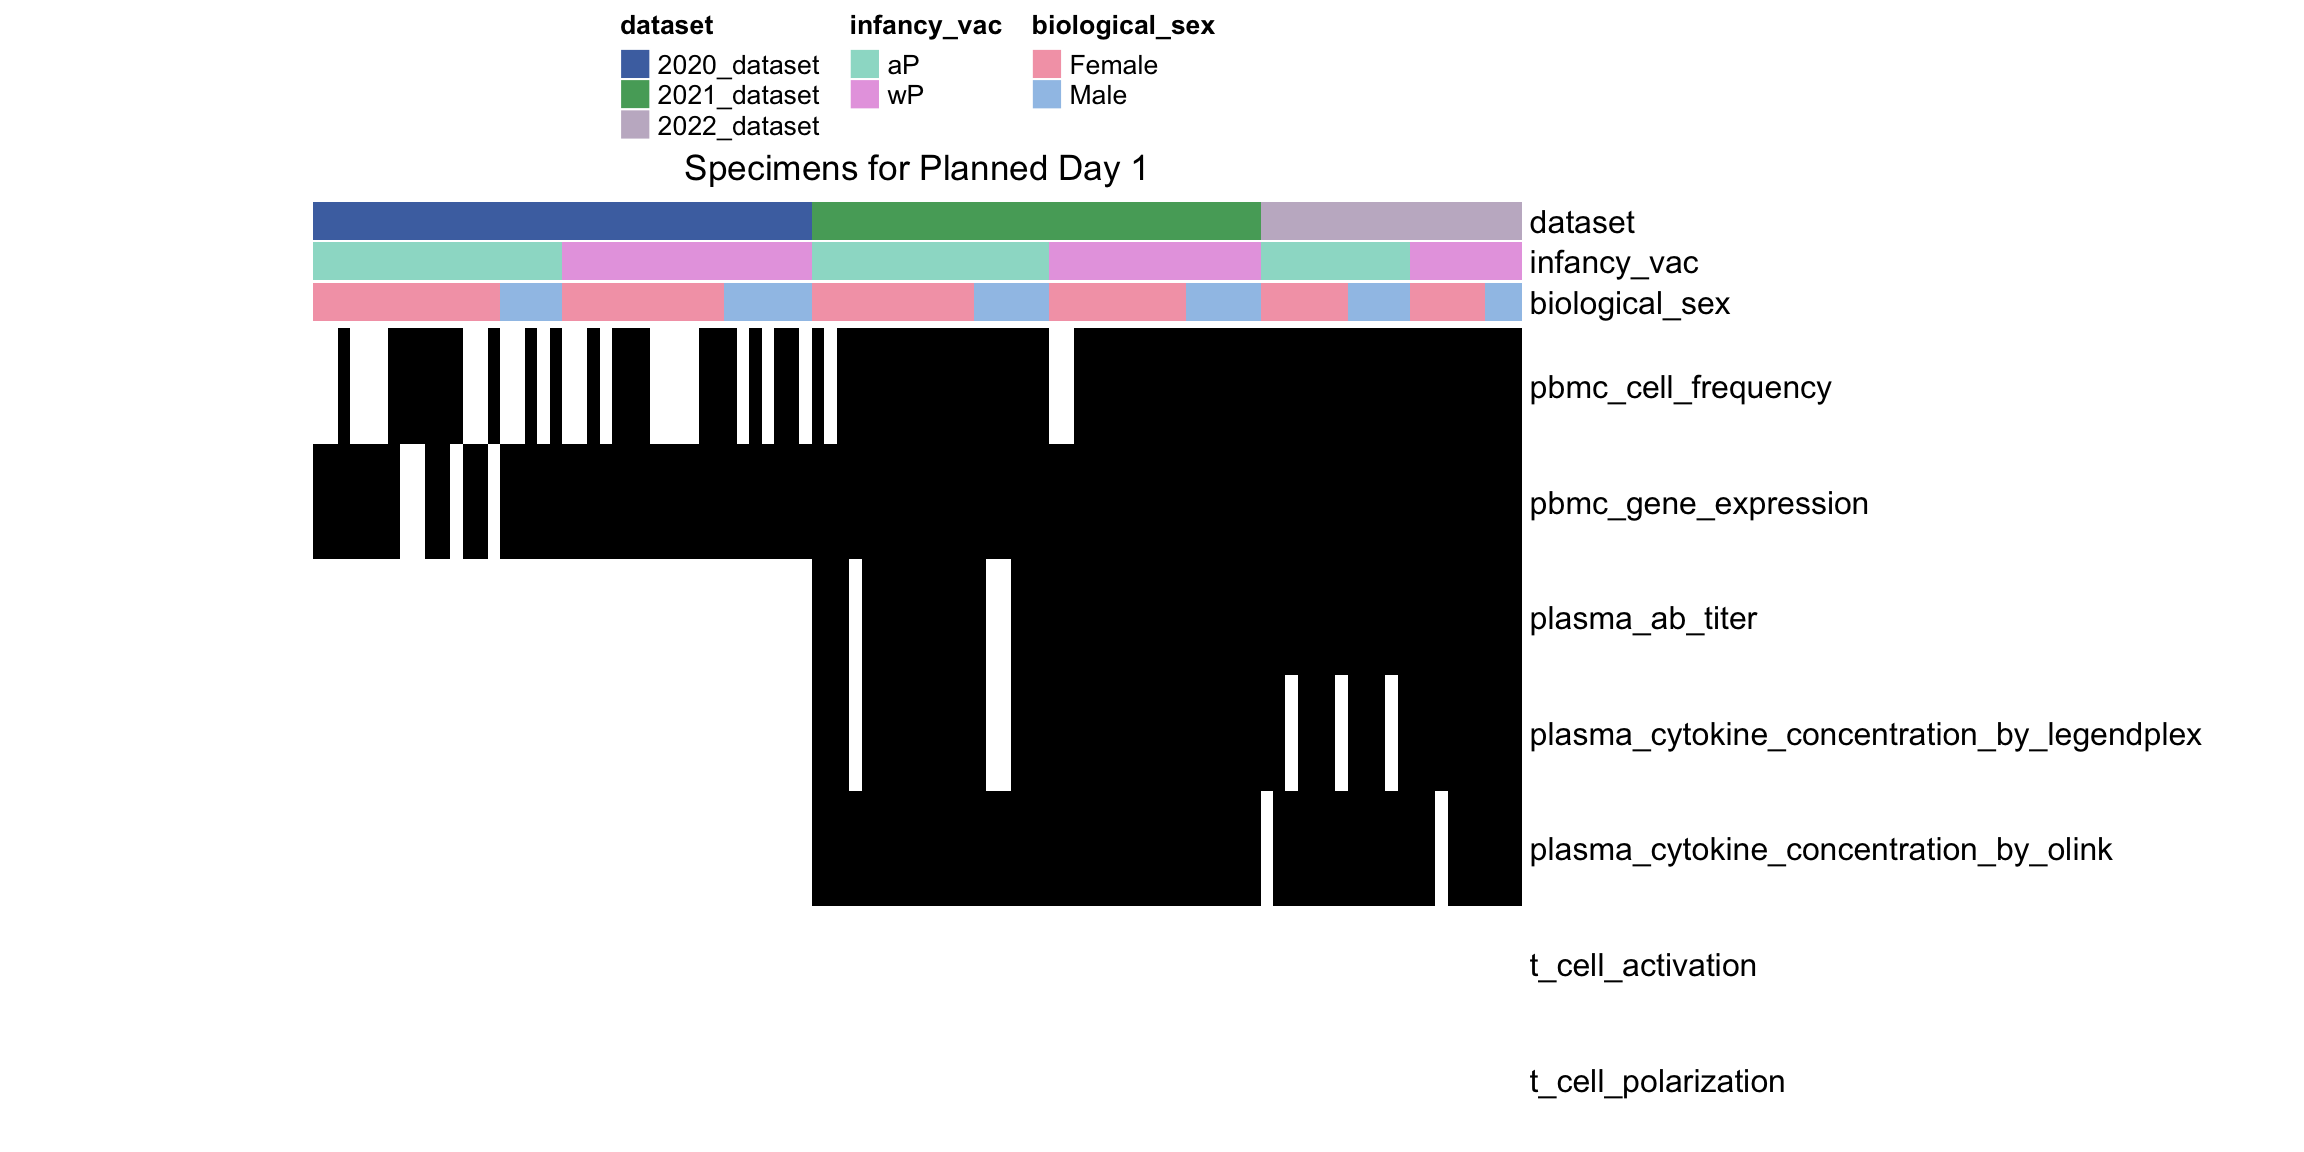 dataset infancy_vac biological_sex
2020_dataset aP Female
2021_dataset wP Male
2022_dataset
Specimens for Planned Day 1
dataset
infancy_vac
biological_sex
pbmc_cell_frequency
pbmc_gene_expression
plasma_ab_titer
plasma_cytokine_concentration_by_legendplex
plasma_cytokine_concentration_by_olink
t_cell_activation
t_cell_polarization